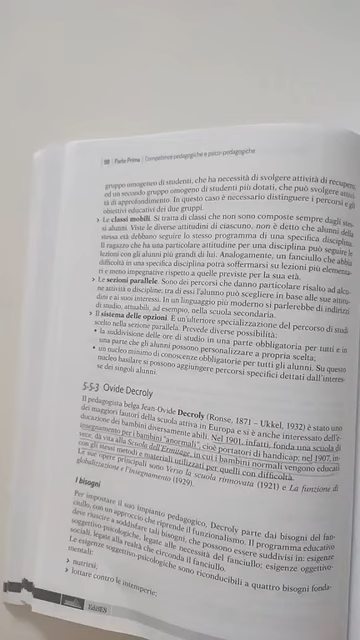 98 Parte Prima | Competenze pedagogiche e psico-pedagogiche
gruppo omogeneo di studenti, che ha necessità di svolgere attività di recupero,
ed un secondo gruppo omogeneo di studenti più dotati, che può svolgere attivi-
tà di approfondimento. In questo caso è necessario distinguere i percorsi e gli
obiettivi educativi dei due gruppi.
> Le classi mobili. Si tratta di classi che non sono composte sempre dagli stes-
si alunni. Viste le diverse attitudini di ciascuno, non è detto che alunni della
stessa età debbano seguire lo stesso programma di una specifica disciplina.
Il ragazzo che ha una particolare attitudine per una disciplina può seguire le
lezioni con gli alunni più grandi di lui. Analogamente, un fanciullo che abbia
difficoltà in una specifica disciplina potrà soffermarsi su lezioni più elementa-
ri e meno impegnative rispetto a quelle previste per la sua età.
> Le sezioni parallele. Sono dei percorsi che danno particolare risalto ad alcu-
ne attività o discipline: tra di essi l'alunno può scegliere in base alle sue attitu-
dini e ai suoi interessi. In un linguaggio più moderno si parlerebbe di indirizzi
di studio, attuabili, ad esempio, nella scuola secondaria.
> Il sistema delle opzioni. È un'ulteriore specializzazione del percorso di studi
scelto nella sezione parallela. Prevede diverse possibilità:
• la suddivisione delle ore di studio in una parte obbligatoria per tutti e in
una parte che gli alunni possono personalizzare a propria scelta;
• un nucleo minimo di conoscenze obbligatorie per tutti gli alunni. Su questo
nucleo basilare si possono aggiungere percorsi specifici dettati dall'interes-
se dei singoli alunni.
5.5.3 Ovide Decroly
Il pedagogista belga Jean-Ovide Decroly (Ronse, 1871 - Ukkel, 1932) è stato uno
dei maggiori fautori della scuola attiva in Europa e si è anche interessato dell'e-
ducazione dei bambini diversamente abili. Nel 1901, infatti, fonda una scuola di
insegnamento per i bambini "anormali", cioè portatori di handicap; nel 1907, in-
vece, dà vita alla Scuola dell'Ermitage, in cui i bambini normali vengono educati
con gli stessi metodi e materiali utilizzati per quelli con difficoltà.
Le sue opere principali sono Verso la scuola rinnovata (1921) e La funzione di
globalizzazione e l'insegnamento (1929).
I bisogni
Per impostare il suo impianto pedagogico, Decroly parte dai bisogni del fan-
ciullo, con un approccio che riprende il funzionalismo. Il programma educativo
deve riuscire a soddisfare tali bisogni, che possono essere suddivisi in: esigenze
soggettivo-psicologiche, legate alle necessità del fanciullo; esigenze oggettivo-
sociali, legate alla realtà che circonda il fanciullo.
Le esigenze soggettivo-psicologiche sono riconducibili a quattro bisogni fonda-
mentali:
> nutrirsi;
> lottare contro le intemperie;
EdiSES